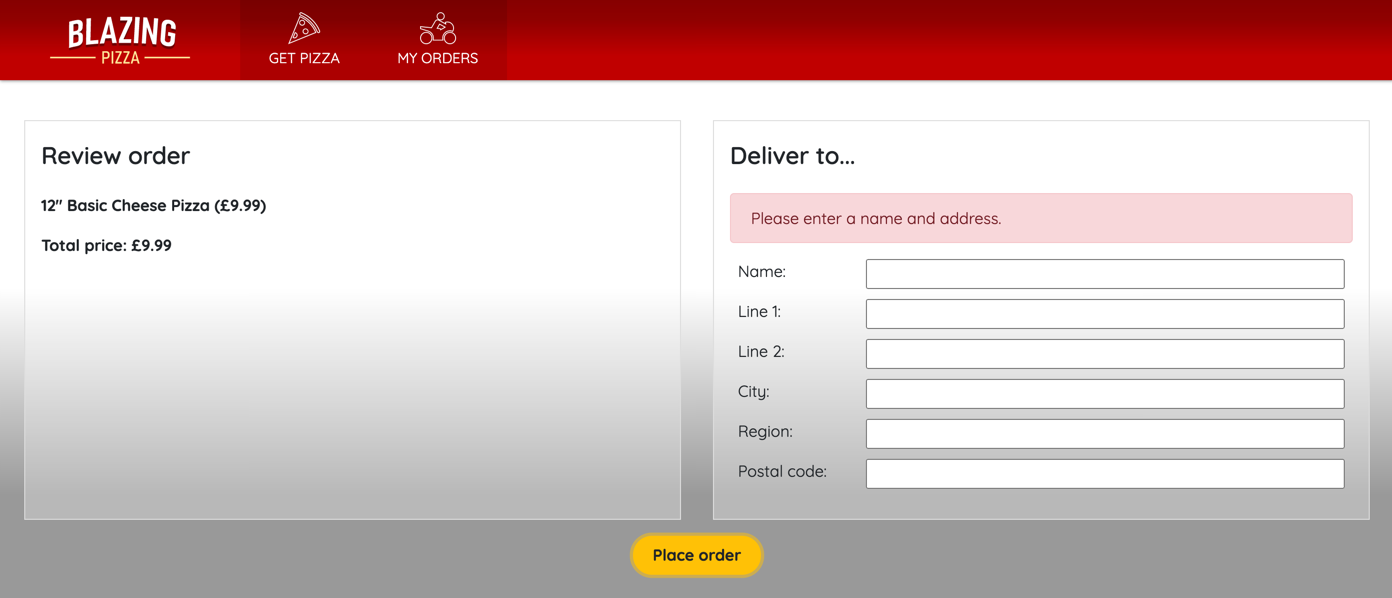 BLAZING
PIZZA
GET PIZZA
MY ORDERS
Review order
12" Basic Cheese Pizza (£9.99)
Total price: £9.99
Deliver to...
Please enter a name and address.
Name:
Line 1:
Line 2:
City:
Region:
Postal code:
Place order